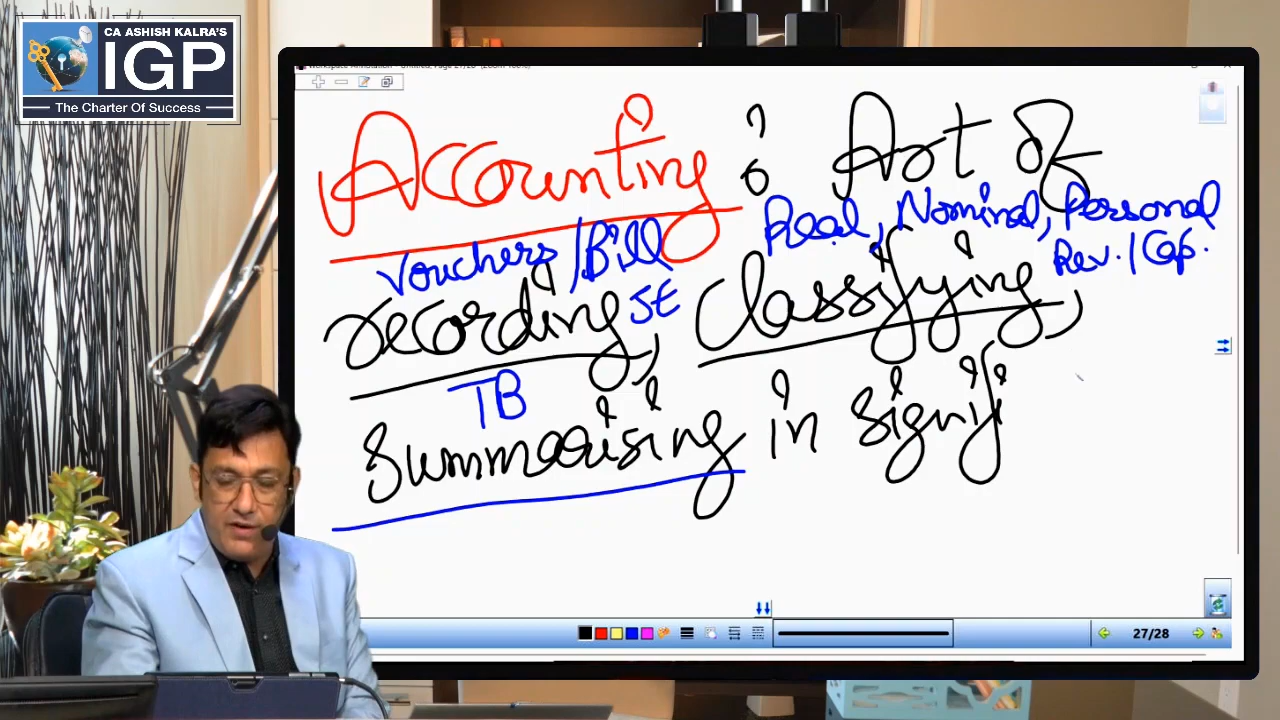 CA ASHISH KALRA'S
IGP
The Charter Of Success
Accounting : Art of
Vouchers / Bill Real, Nominal, Personal
Rev. / Cap.
recording, JE classifying,
TB
Summarising in signifi
27/28